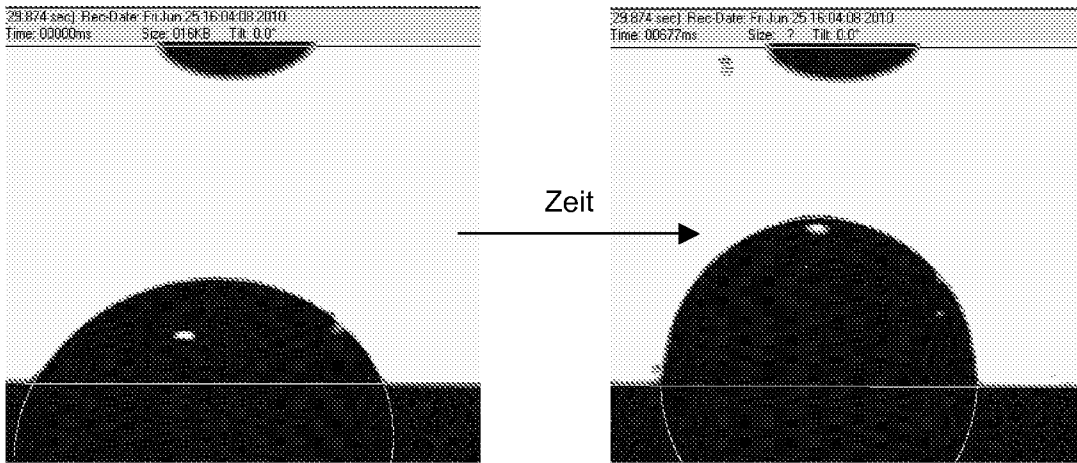 29.874 sec) Rec-Date: Fri Jun 25 16:04:08 2010
Time: 00000ms Size: 016KB Tilt: 0.0°
Zeit
29.874 sec) Rec-Date: Fri Jun 25 16:04:08 2010
Time: 00677ms Size: ? Tilt: 0.0°